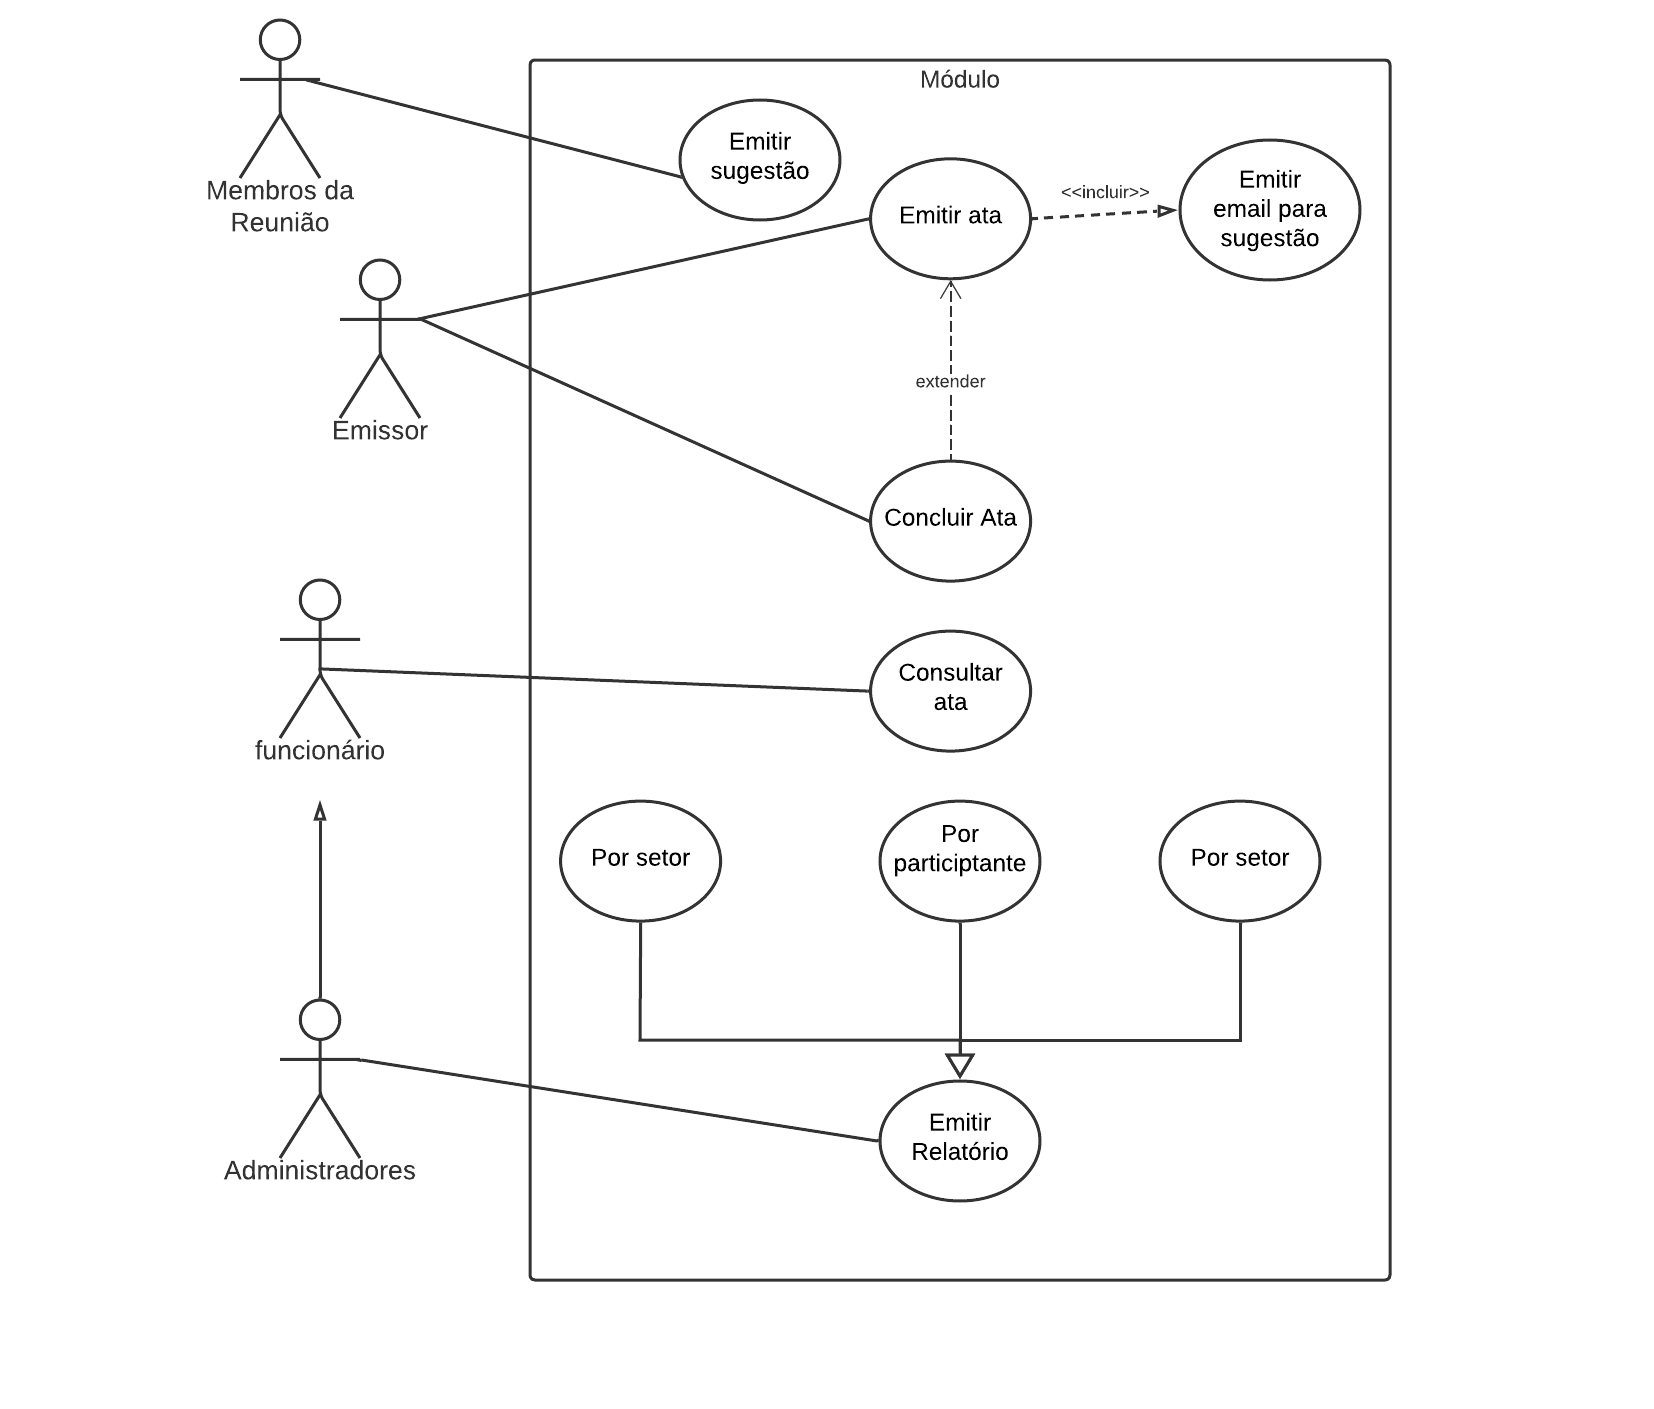 Módulo
Membros da
Reunião
Emitir
sugestão
Emitir ata
<<incluir>>
Emitir
email para
sugestão
Emissor
extender
Concluir Ata
funcionário
Consultar
ata
Por setor
Por
participtante
Por setor
Administradores
Emitir
Relatório